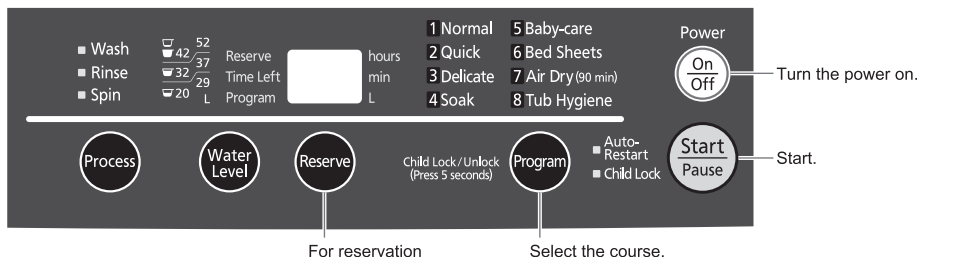 Wash
Rinse
Spin
52
42
37
32
29
20
L
Reserve
Time Left
Program
hours
min
L
1 Normal
2 Quick
3 Delicate
4 Soak
5 Baby-care
6 Bed Sheets
7 Air Dry (90 min)
8 Tub Hygiene
Power
On
Off
Turn the power on.
Process
Water
Level
Reserve
Child Lock / Unlock
(Press 5 seconds)
Program
Auto-
Restart
Child Lock
Start
Pause
Start.
For reservation
Select the course.